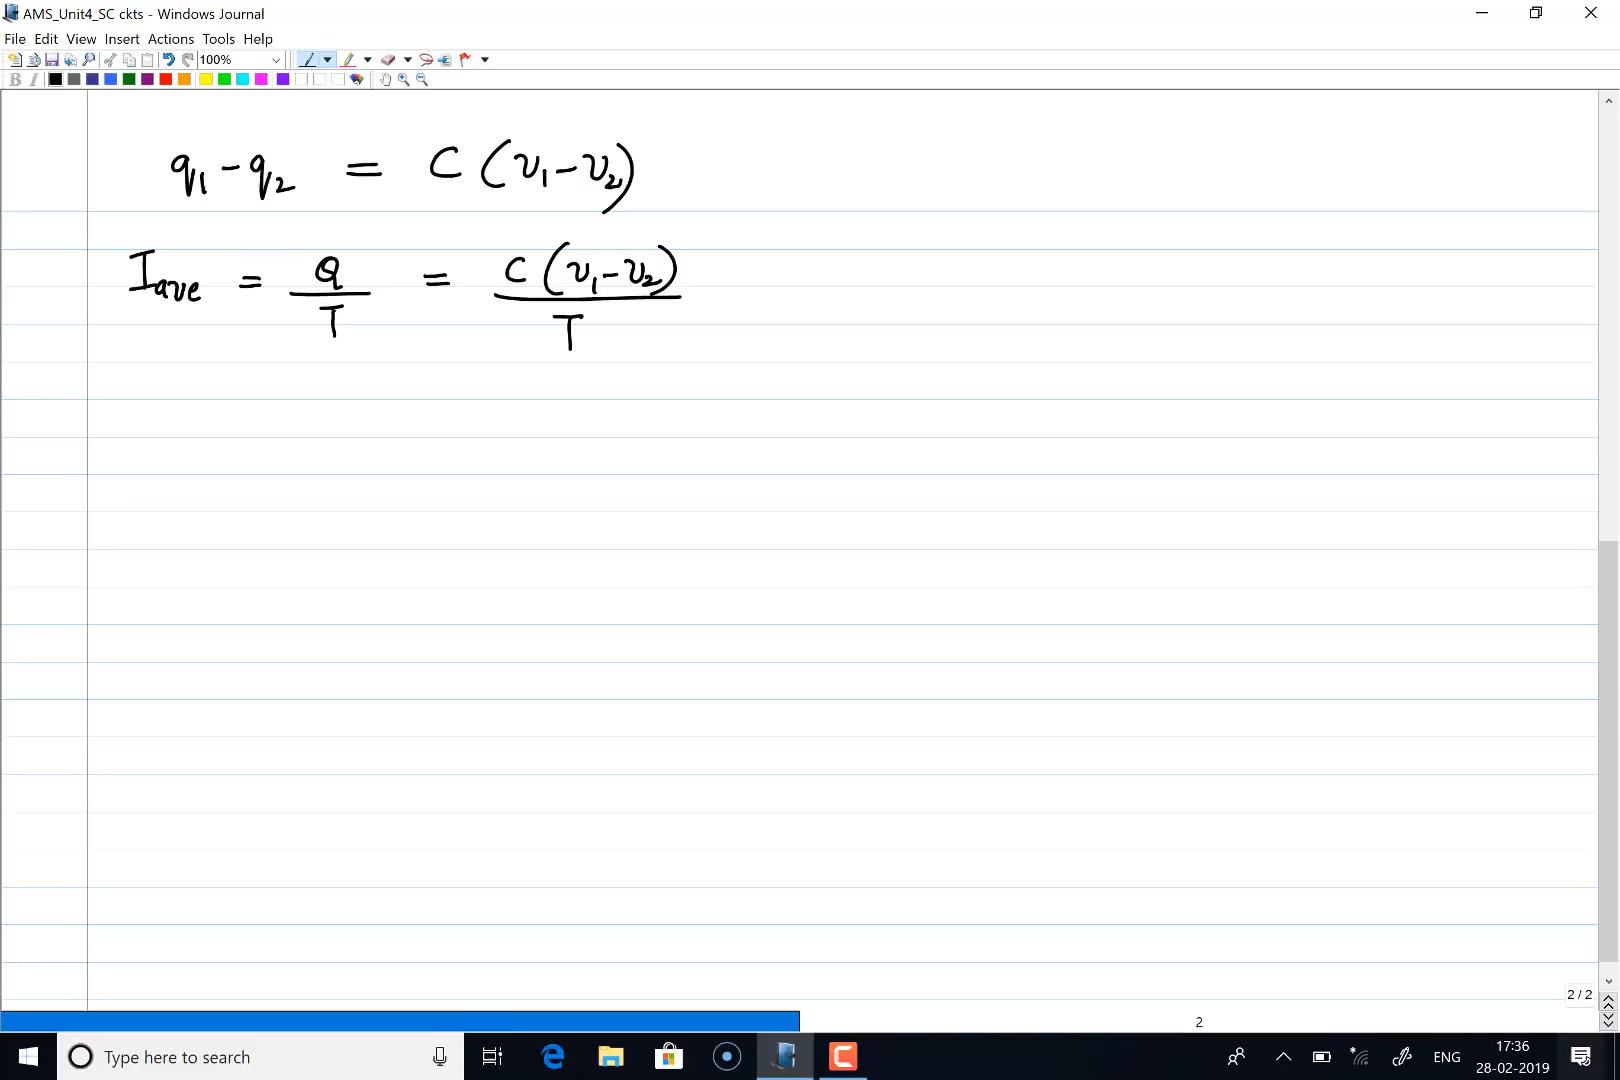 AMS_Unit4_SC ckts - Windows Journal
File Edit View Insert Actions Tools Help
100%
B I
q₁ - q₂ = C (v₁ - v₂)
Iave = Q/T = C (v₁ - v₂)/T
2 / 2
2
Type here to search
ENG
17:36
28-02-2019